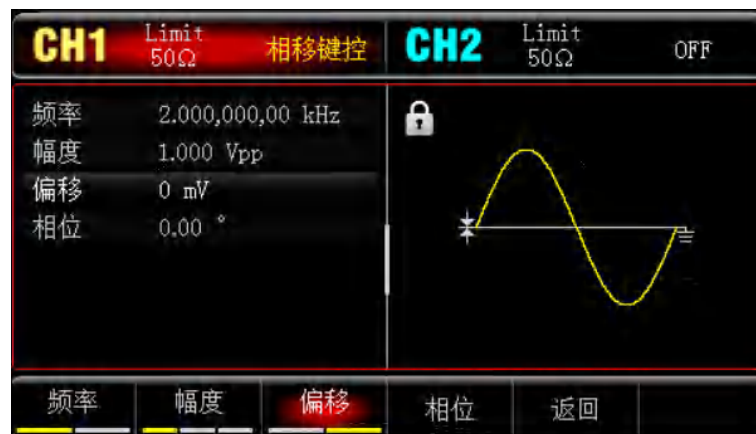 CH1 Limit 50Ω 相移键控 CH2 Limit 50Ω OFF
频率 2.000,000,00 kHz
幅度 1.000 Vpp
偏移 0 mV
相位 0.00 °
频率 幅度 偏移 相位 返回